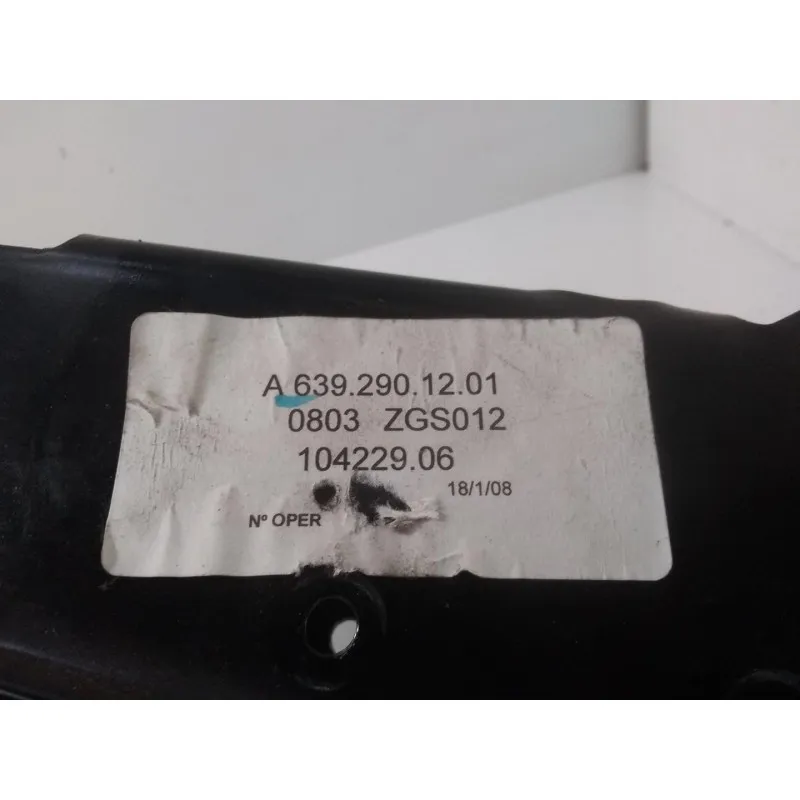 A 639.290.12.01
0803 ZGS012
104229.06
18/1/08
Nº OPER